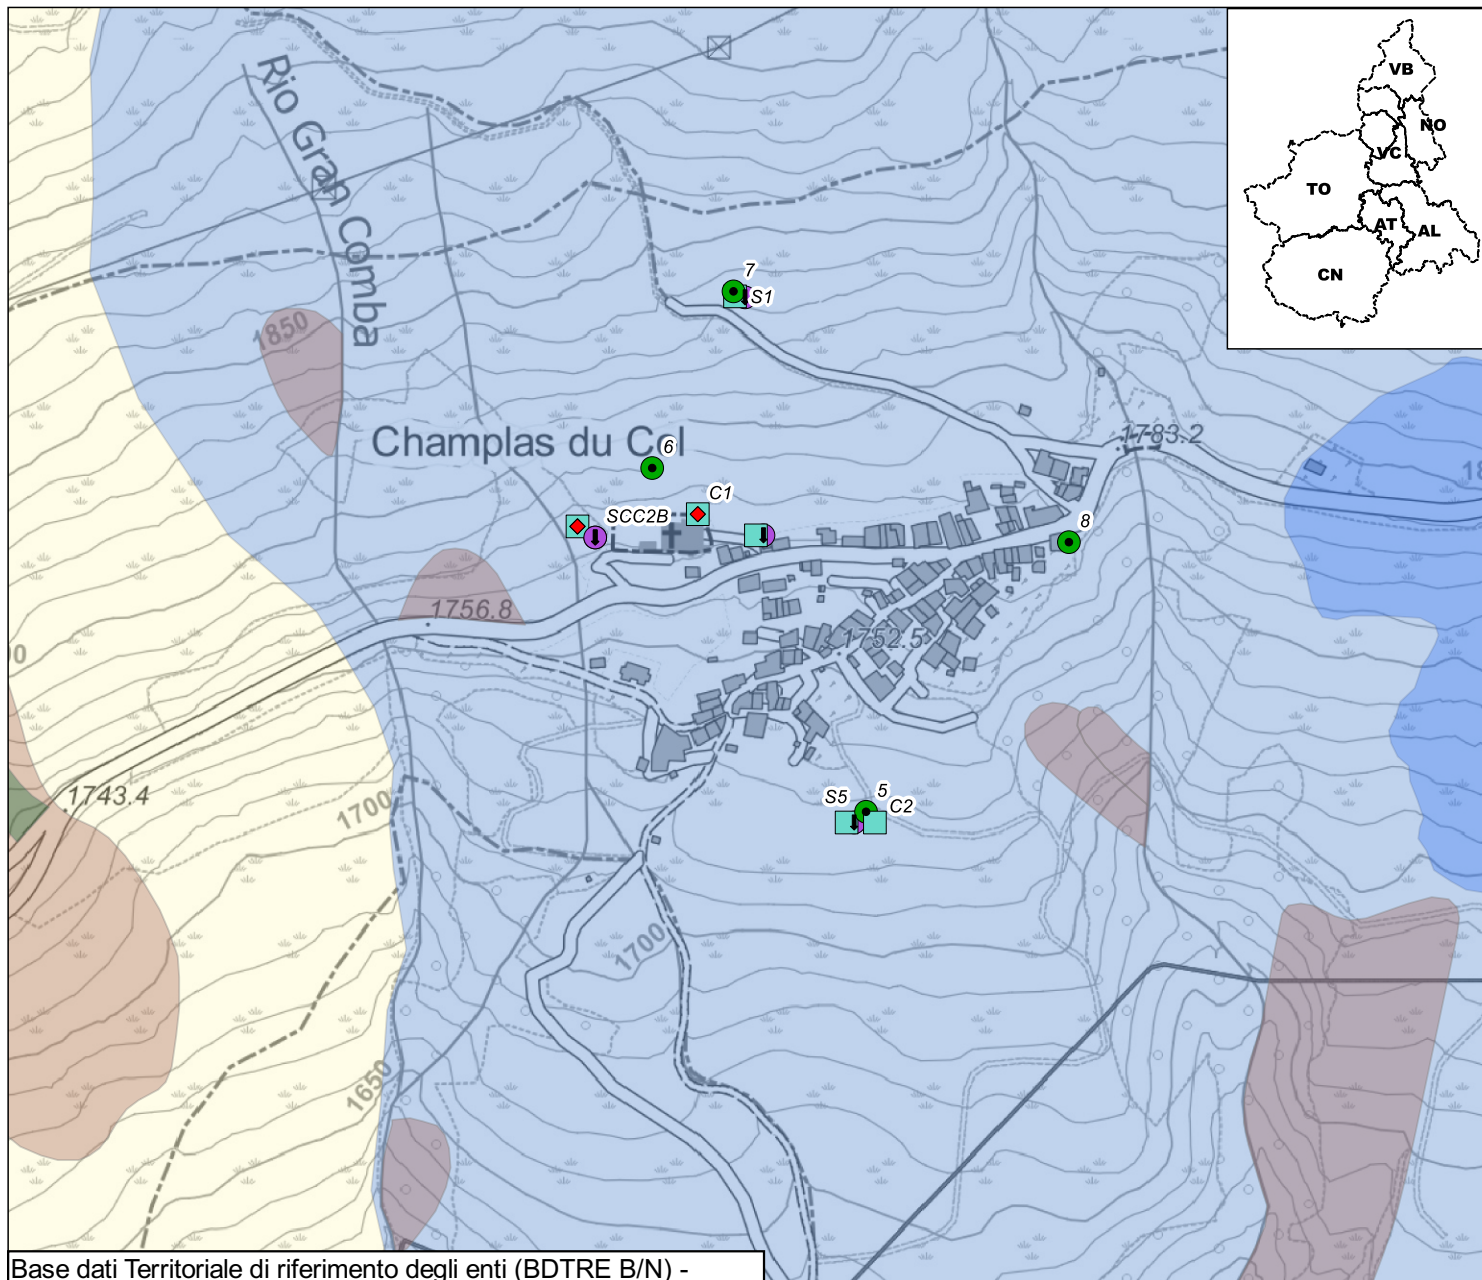 Rio Gran Comba
VB
NO
VC
TO
AT
AL
CN
7
S1
1850
Champlas du Col
6
1783.2
18
C1
SCC2B
8
1756.8
1752.5
00
1743.4
1700
5
S5
C2
1700
1650
Base dati Territoriale di riferimento degli enti (BDTRE B/N) -